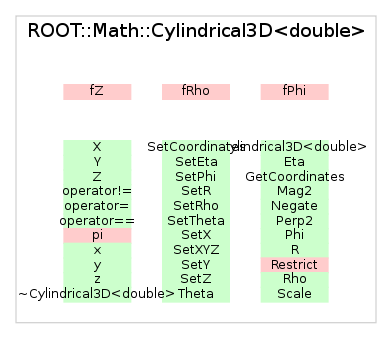 ROOT::Math::Cylindrical3D<double>
fZ fRho fPhi
X SetCoordinates ylindrical3D<double>
Y SetEta Eta
Z SetPhi GetCoordinates
operator!= SetR Mag2
operator= SetRho Negate
operator== SetTheta Perp2
pi SetX Phi
x SetXYZ R
y SetY Restrict
z SetZ Rho
~Cylindrical3D<double> Theta Scale